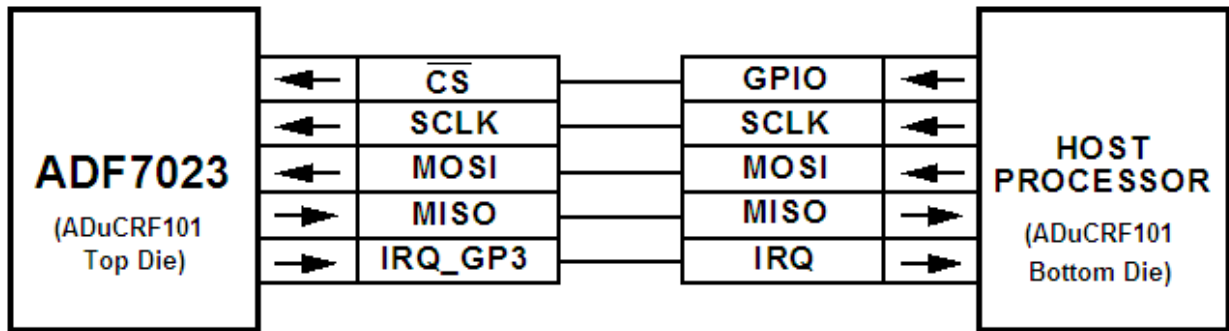 ADF7023
(ADuCRF101
Top Die)
CS
SCLK
MOSI
MISO
IRQ_GP3
GPIO
SCLK
MOSI
MISO
IRQ
HOST
PROCESSOR
(ADuCRF101
Bottom Die)